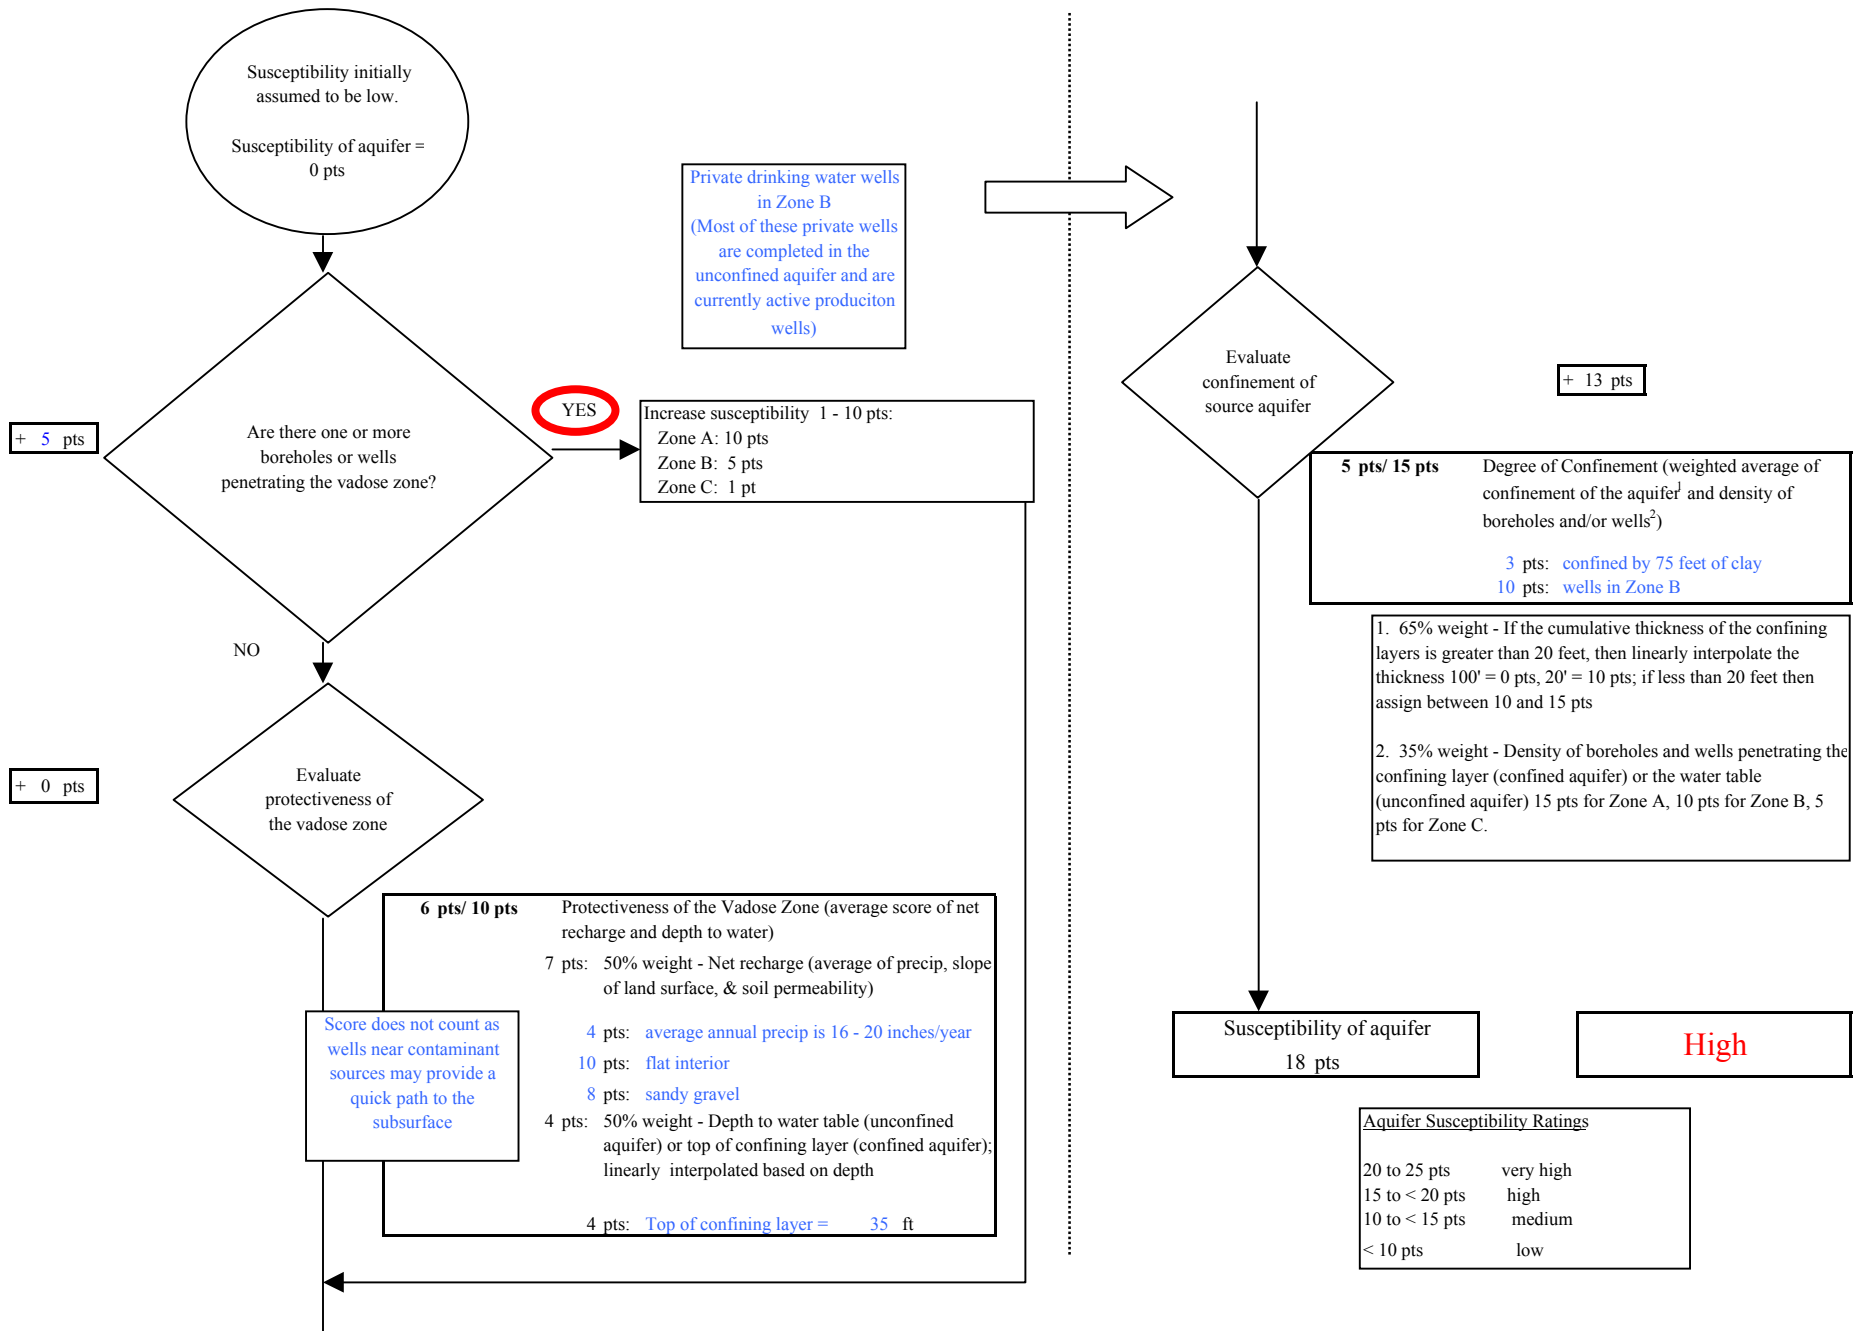 Susceptibility initially
assumed to be low.
Susceptibility of aquifer =
0 pts
Private drinking water wells
in Zone B
(Most of these private wells
are completed in the
unconfined aquifer and are
currently active produciton
wells)
+ 5 pts
Are there one or more
boreholes or wells
penetrating the vadose zone?
YES
Increase susceptibility 1 - 10 pts:
Zone A: 10 pts
Zone B: 5 pts
Zone C: 1 pt
NO
+ 0 pts
Evaluate
protectiveness of
the vadose zone
6 pts/ 10 pts Protectiveness of the Vadose Zone (average score of net
recharge and depth to water)
7 pts: 50% weight - Net recharge (average of precip, slope
of land surface, & soil permeability)
4 pts: average annual precip is 16 - 20 inches/year
10 pts: flat interior
8 pts: sandy gravel
4 pts: 50% weight - Depth to water table (unconfined
aquifer) or top of confining layer (confined aquifer);
linearly interpolated based on depth
4 pts: Top of confining layer = 35 ft
Score does not count as
wells near contaminant
sources may provide a
quick path to the
subsurface
Evaluate
confinement of
source aquifer
+ 13 pts
5 pts/ 15 pts Degree of Confinement (weighted average of
confinement of the aquifer1 and density of
boreholes and/or wells2)
3 pts: confined by 75 feet of clay
10 pts: wells in Zone B
1. 65% weight - If the cumulative thickness of the confining
layers is greater than 20 feet, then linearly interpolate the
thickness 100' = 0 pts, 20' = 10 pts; if less than 20 feet then
assign between 10 and 15 pts
2. 35% weight - Density of boreholes and wells penetrating the
confining layer (confined aquifer) or the water table
(unconfined aquifer) 15 pts for Zone A, 10 pts for Zone B, 5
pts for Zone C.
Susceptibility of aquifer
18 pts
High
Aquifer Susceptibility Ratings
20 to 25 pts very high
15 to < 20 pts high
10 to < 15 pts medium
< 10 pts low